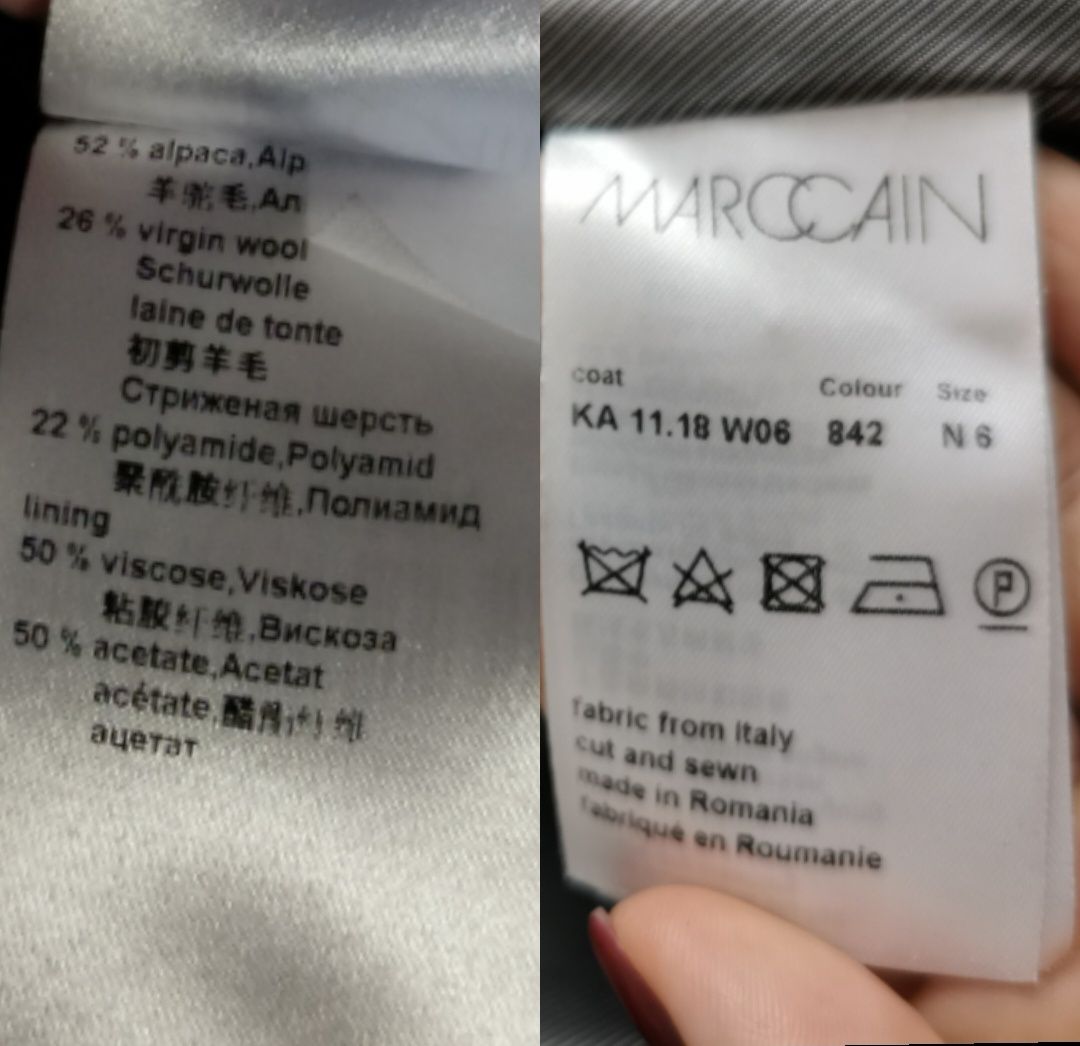 52 % alpaca,Alp
羊驼毛,Ал
26 % virgin wool
Schurwolle
laine de tonte
初剪羊毛
Стриженая шерсть
22 % polyamide,Polyamid
聚酰胺纤维,Полиамид
lining
50 % viscose,Viskose
粘胶纤维,Вискоза
50 % acetate,Acetat
acétate,醋酯纤维
ацетат
MARCCAIN
coat Colour Size
KA 11.18 W06 842 N 6
P
fabric from Italy
cut and sewn
made in Romania
fabriqué en Roumanie